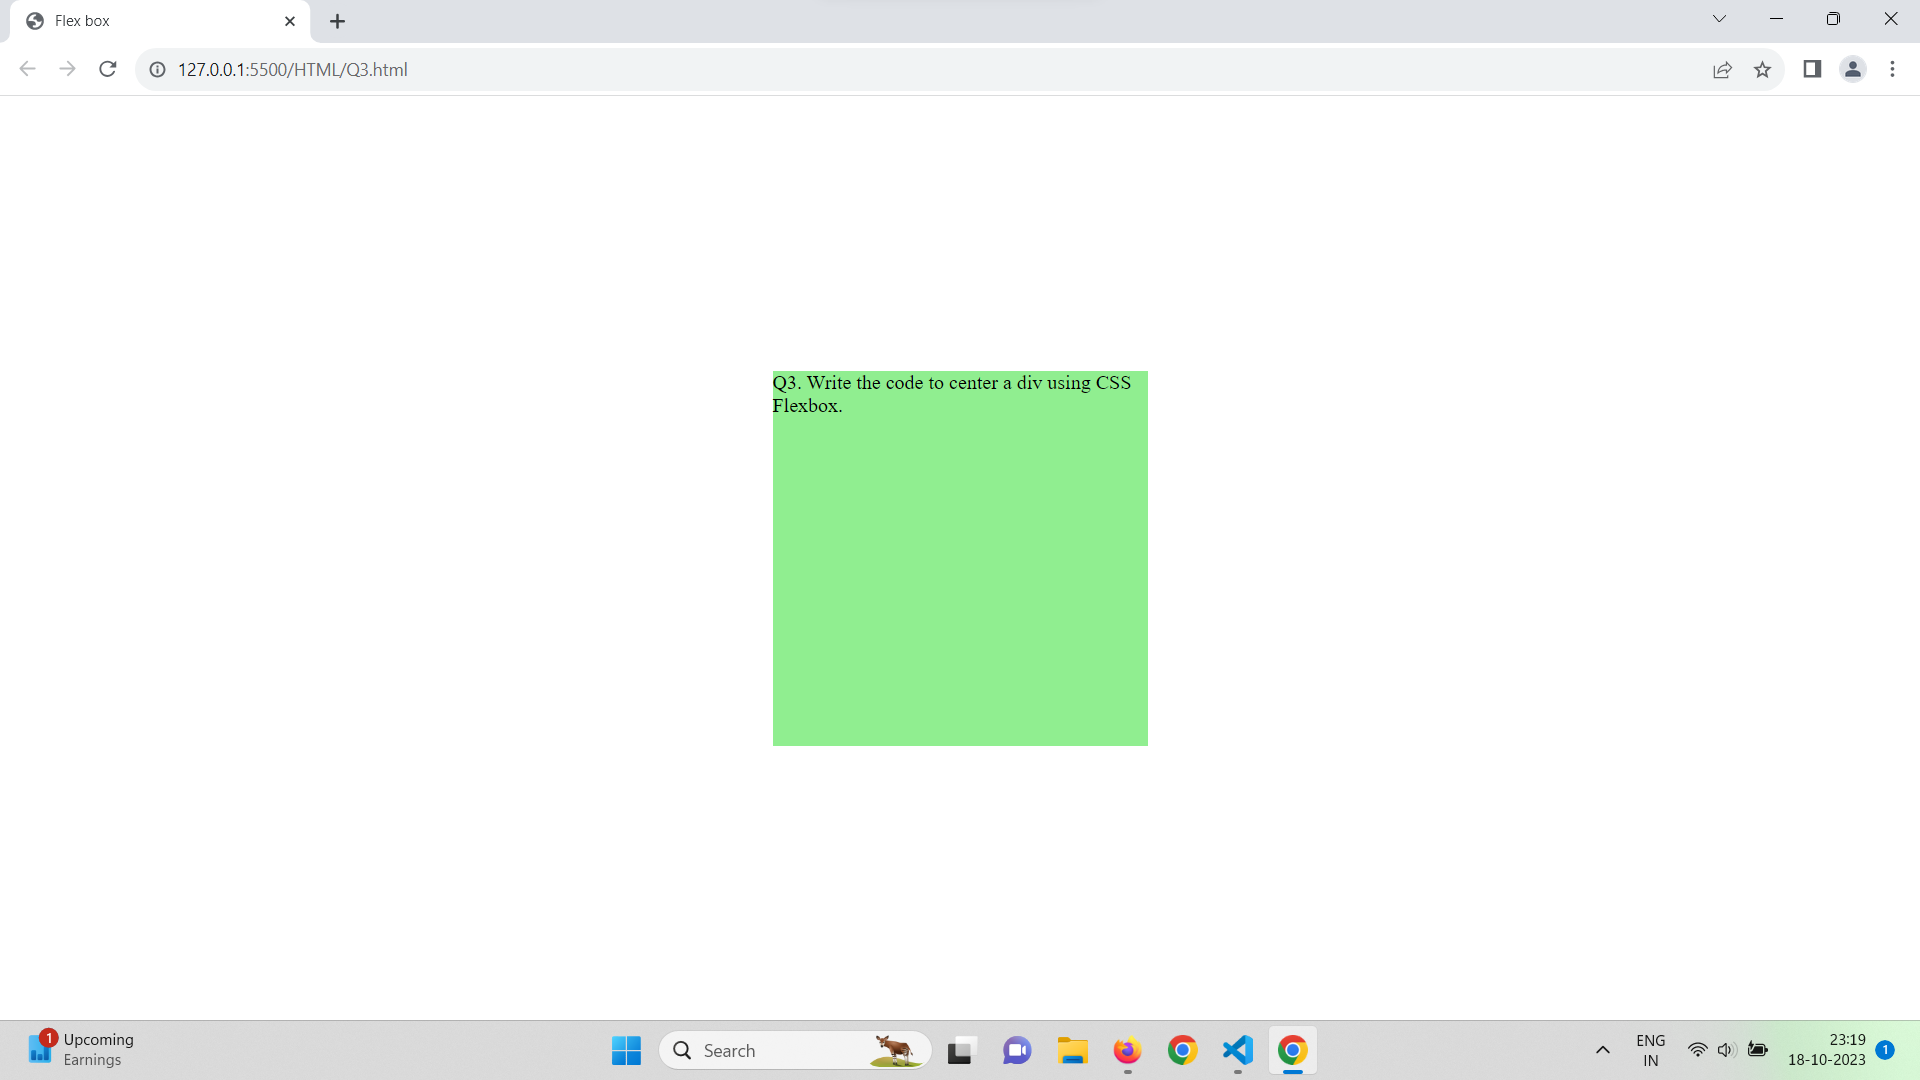 Flex box
127.0.0.1:5500/HTML/Q3.html
Q3. Write the code to center a div using CSS
Flexbox.
1
Upcoming
Earnings
Search
ENG
IN
23:19
18-10-2023
1